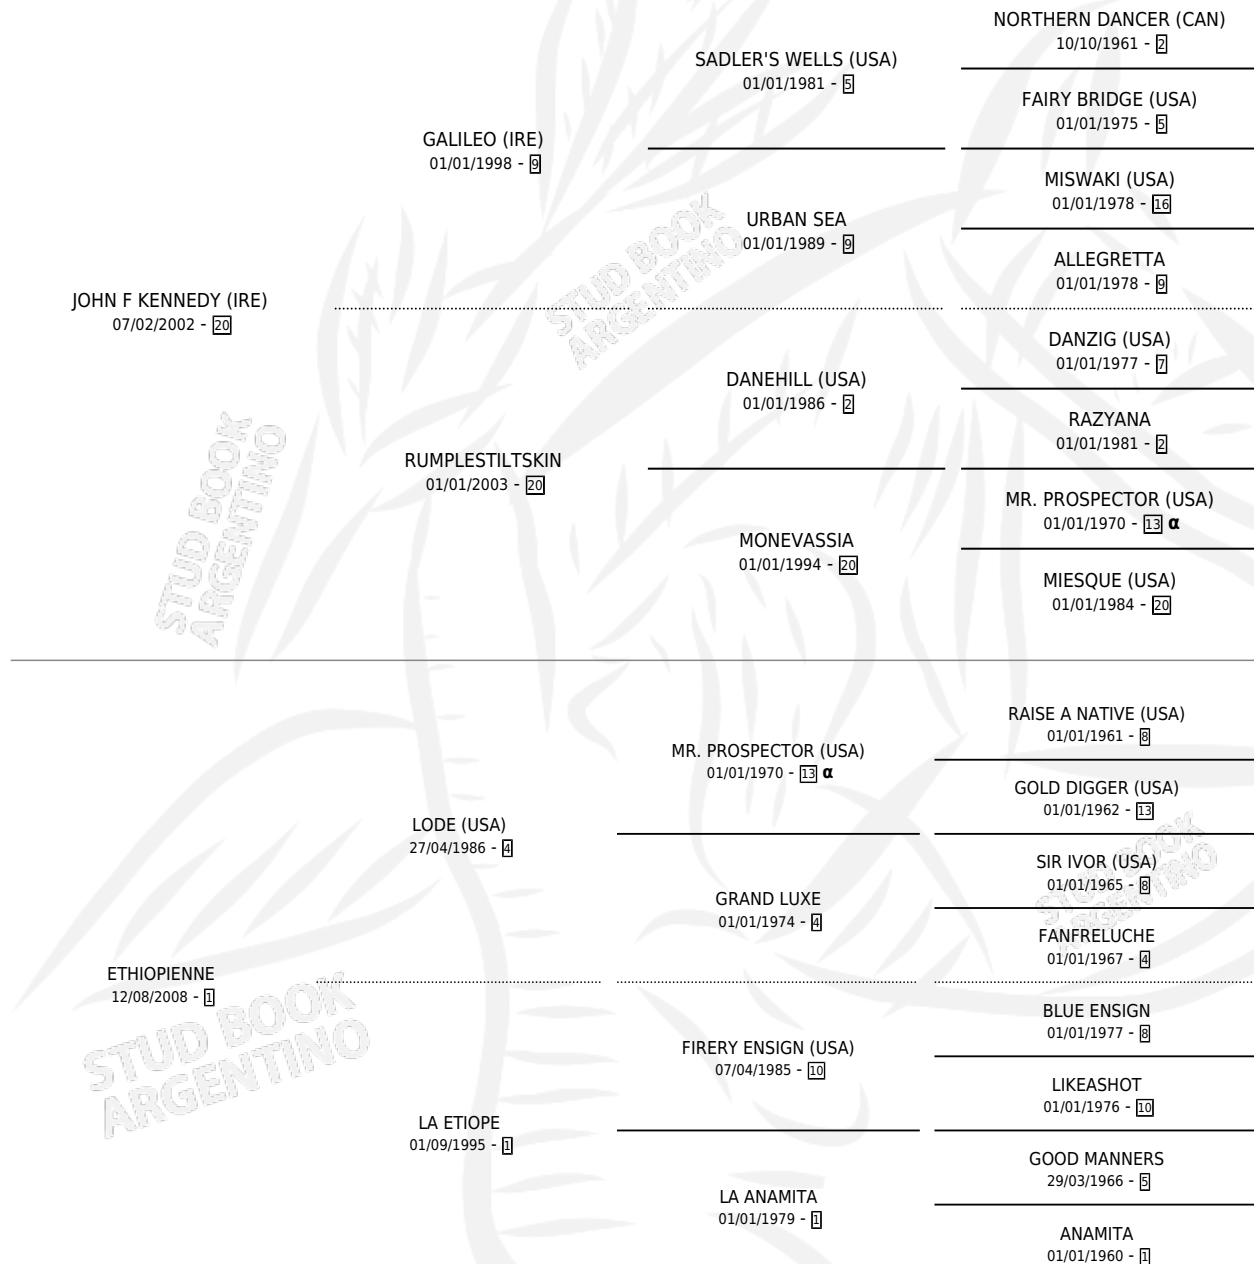 NORTHERN DANCER (CAN)
10/10/1961 - 2
SADLER'S WELLS (USA)
01/01/1981 - 5
FAIRY BRIDGE (USA)
01/01/1975 - 5
GALILEO (IRE)
01/01/1998 - 9
MISWAKI (USA)
01/01/1978 - 16
URBAN SEA
01/01/1989 - 9
ALLEGRETTA
01/01/1978 - 9
JOHN F KENNEDY (IRE)
07/02/2002 - 20
DANZIG (USA)
01/01/1977 - 7
DANEHILL (USA)
01/01/1986 - 2
RAZYANA
01/01/1981 - 2
RUMPLESTILTSKIN
01/01/2003 - 20
MR. PROSPECTOR (USA)
01/01/1970 - 13 α
MONEVASSIA
01/01/1994 - 20
MIESQUE (USA)
01/01/1984 - 20
RAISE A NATIVE (USA)
01/01/1961 - 8
MR. PROSPECTOR (USA)
01/01/1970 - 13 α
GOLD DIGGER (USA)
01/01/1962 - 13
LODE (USA)
27/04/1986 - 4
SIR IVOR (USA)
01/01/1965 - 8
GRAND LUXE
01/01/1974 - 4
FANFRELUCHE
01/01/1967 - 4
ETHIOPIENNE
12/08/2008 - 1
BLUE ENSIGN
01/01/1977 - 8
FIRERY ENSIGN (USA)
07/04/1985 - 10
LIKEASHOT
01/01/1976 - 10
LA ETIOPE
01/09/1995 - 1
GOOD MANNERS
29/03/1966 - 5
LA ANAMITA
01/01/1979 - 1
ANAMITA
01/01/1960 - 1
STUD BOOK
ARGENTINO
STUD BOOK
ARGENTINO
STUD BOOK
ARGENTINO
STUD BOOK
ARGENTINO